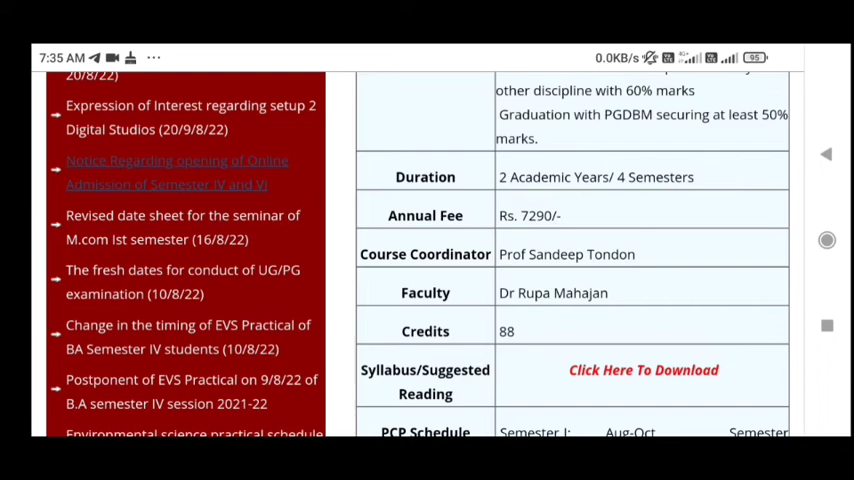 7:35 AM ...
0.0KB/s 4G+ 95
20/8/22)
Expression of Interest regarding setup 2
Digital Studios (20/9/8/22)
Notice Regarding opening of Online
Admission of Semester IV and VI
Revised date sheet for the seminar of
M.com Ist semester (16/8/22)
The fresh dates for conduct of UG/PG
examination (10/8/22)
Change in the timing of EVS Practical of
BA Semester IV students (10/8/22)
Postponent of EVS Practical on 9/8/22 of
B.A semester IV session 2021-22
Environmental science practical schedule
other discipline with 60% marks
Graduation with PGDBM securing at least 50%
marks.
Duration 2 Academic Years/ 4 Semesters
Annual Fee Rs. 7290/-
Course Coordinator Prof Sandeep Tondon
Faculty Dr Rupa Mahajan
Credits 88
Syllabus/Suggested
Reading
Click Here To Download
PCP Schedule Semester I: Aug-Oct Semester